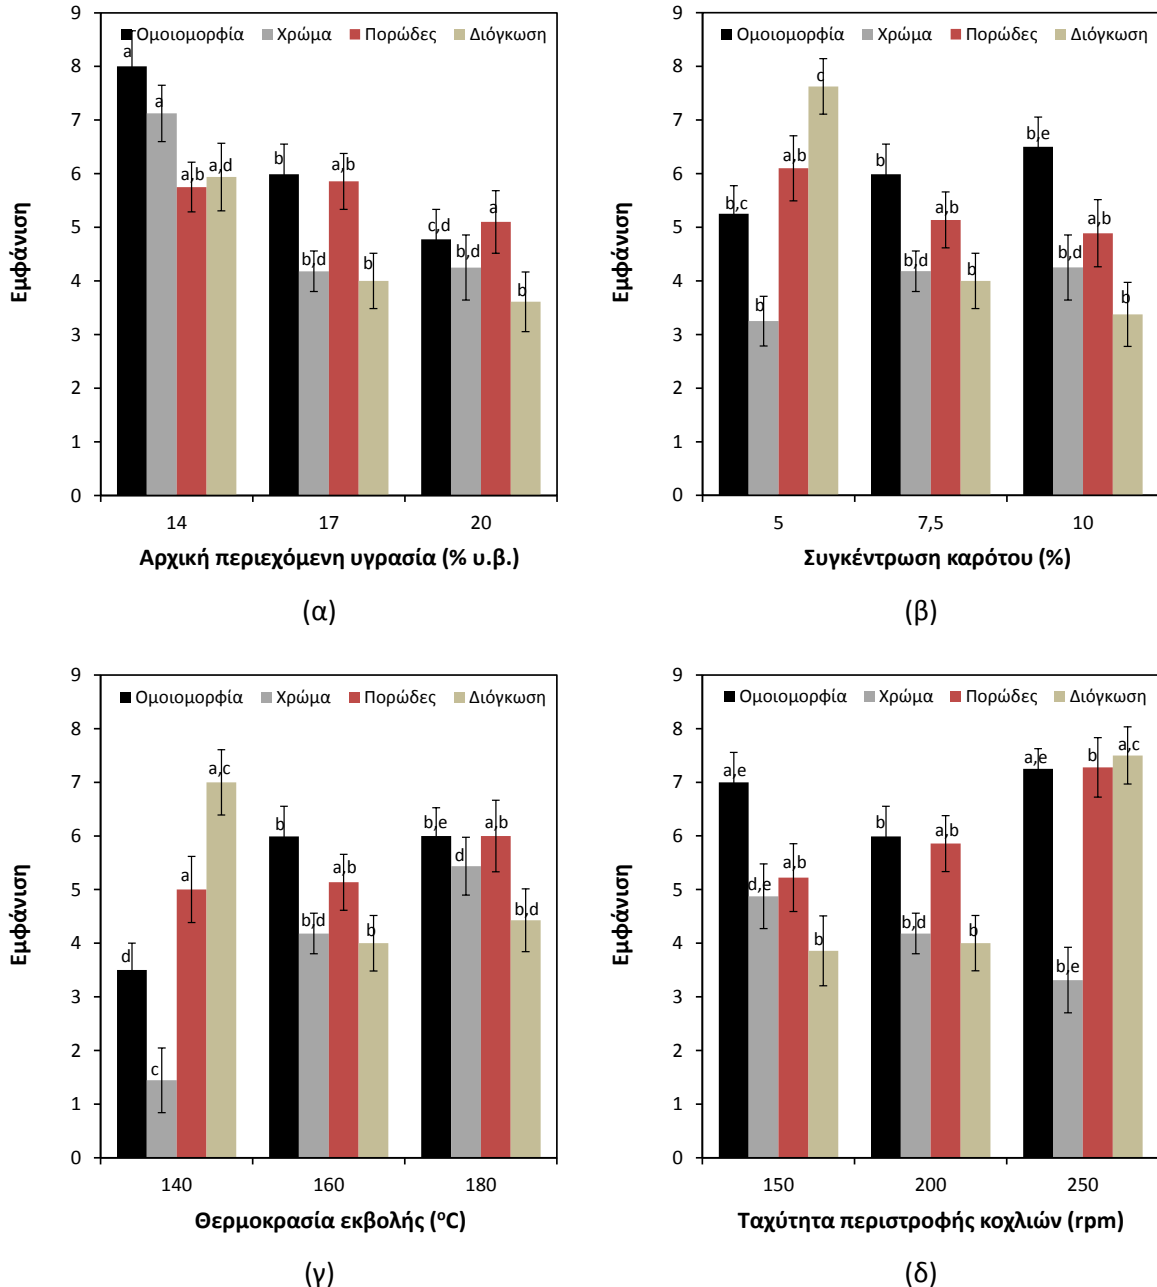 9
8
7
6
5
4
3
2
1
0
Εμφάνιση
Ομοιομορφία Χρώμα Πορώδες Διόγκωση
a a a,b a,d
b b,d a,b b
c,d b,d a b
14 17 20
Αρχική περιεχόμενη υγρασία (% υ.β.)
(α)
9
8
7
6
5
4
3
2
1
0
Εμφάνιση
Ομοιομορφία Χρώμα Πορώδες Διόγκωση
b,c b a,b c
b b,d a,b b
b,e b,d a,b b
5 7,5 10
Συγκέντρωση καρότου (%)
(β)
9
8
7
6
5
4
3
2
1
0
Εμφάνιση
Ομοιομορφία Χρώμα Πορώδες Διόγκωση
d c a a,c
b b,d a,b b
b,e d a,b b,d
140 160 180
Θερμοκρασία εκβολής (ºC)
(γ)
9
8
7
6
5
4
3
2
1
0
Εμφάνιση
Ομοιομορφία Χρώμα Πορώδες Διόγκωση
a,e d,e a,b b
b b,d a,b b
a,e b,e b a,c
150 200 250
Ταχύτητα περιστροφής κοχλιών (rpm)
(δ)